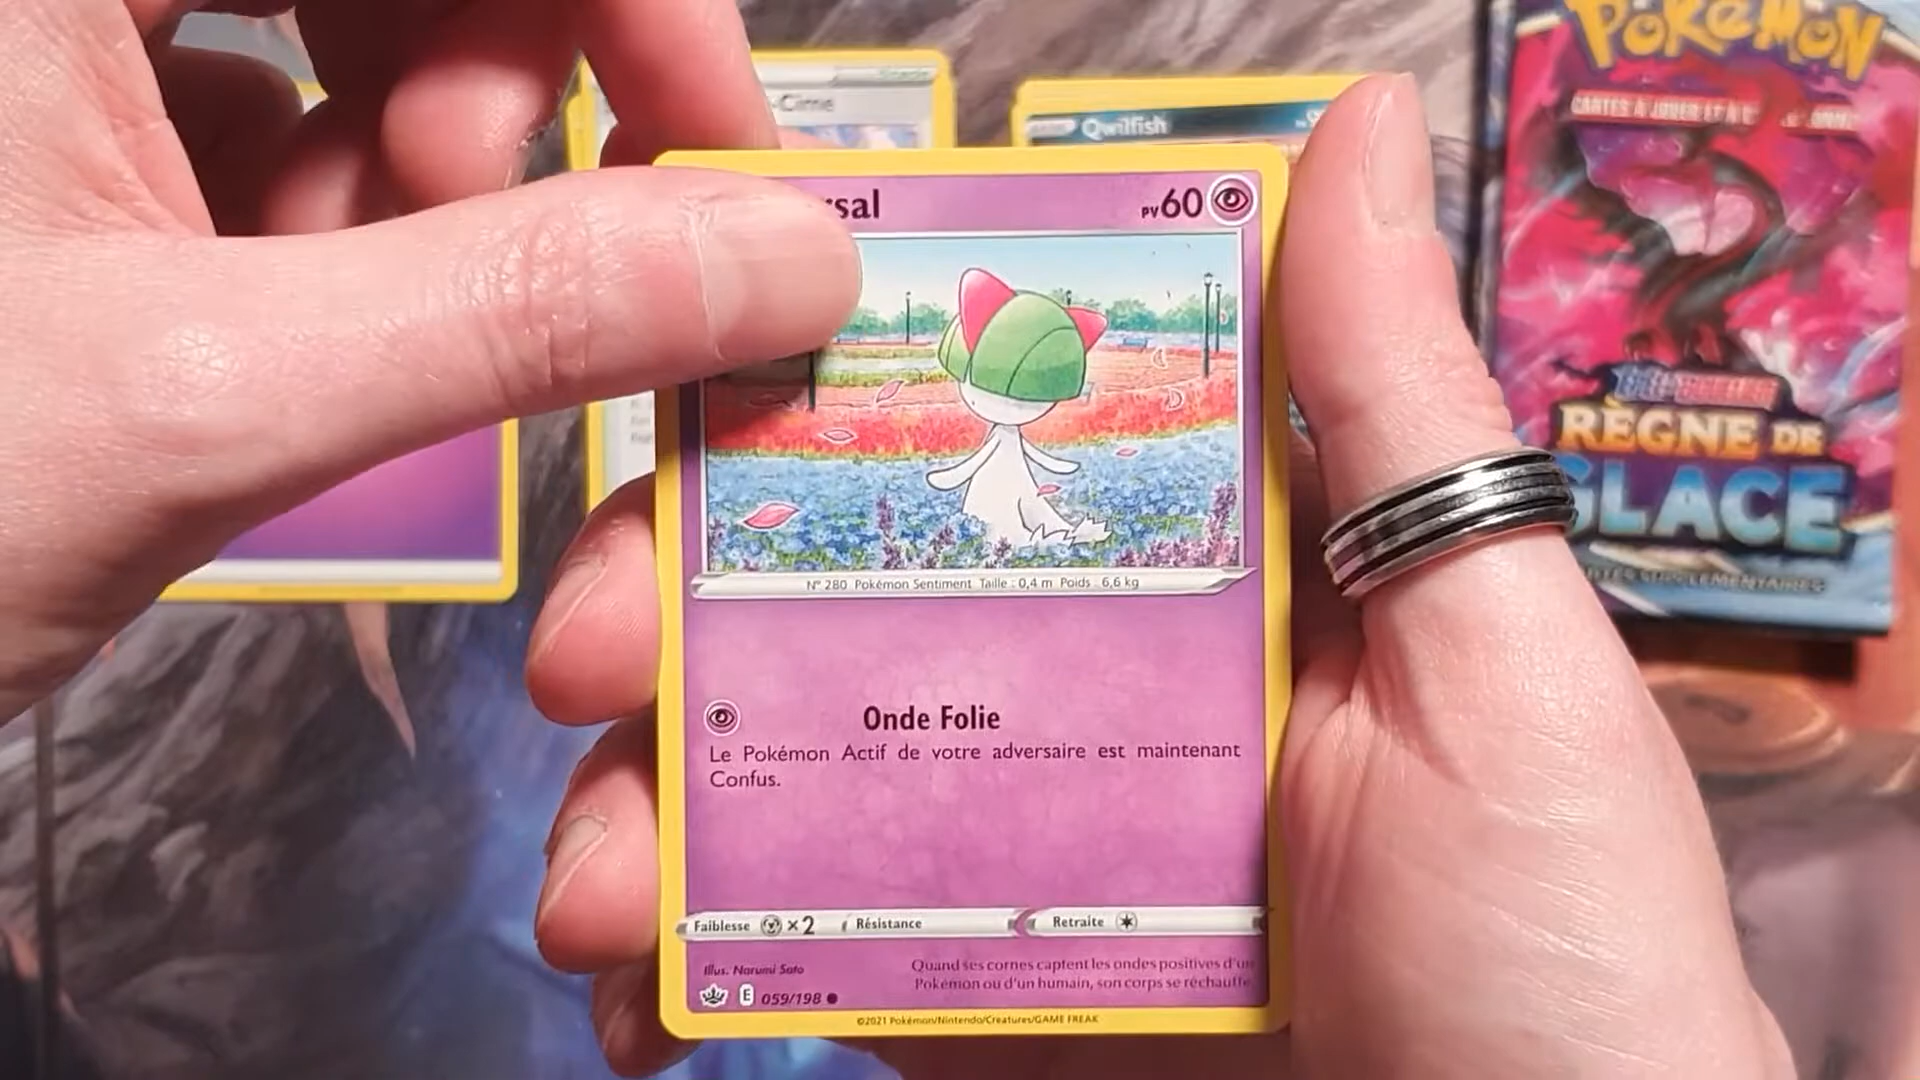 -Cime
Qwilfish
POKÉMON
RÈGNE DE
GLACE
rsal
PV60
N° 280 Pokémon Sentiment Taille : 0,4 m Poids : 6,6 kg
Onde Folie
Le Pokémon Actif de votre adversaire est maintenant
Confus.
Faiblesse ×2 Résistance Retraite
Illus. Narumi Sato
Quand ses cornes captent les ondes positives d'un
Pokémon ou d'un humain, son corps se réchauffe.
E 059/198
©2021 Pokémon/Nintendo/Creatures/GAME FREAK